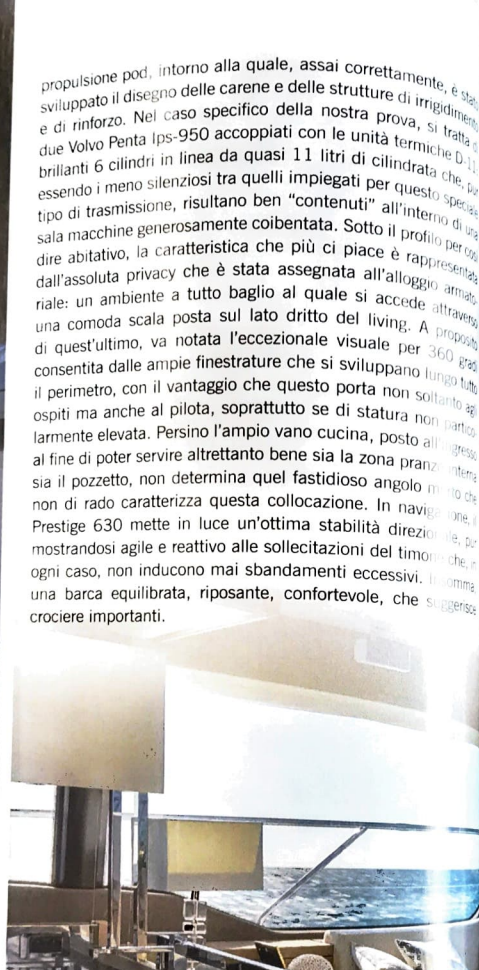 propulsione pod, intorno alla quale, assai correttamente, è stato
sviluppato il disegno delle carene e delle strutture di irrigidimento
e di rinforzo. Nel caso specifico della nostra prova, si tratta di
due Volvo Penta Ips-950 accoppiati con le unità termiche D-11,
brillanti 6 cilindri in linea da quasi 11 litri di cilindrata che, pur
essendo i meno silenziosi tra quelli impiegati per questo speciale
tipo di trasmissione, risultano ben “contenuti” all’interno di una
sala macchine generosamente coibentata. Sotto il profilo per così
dire abitativo, la caratteristica che più ci piace è rappresentata
dall’assoluta privacy che è stata assegnata all’alloggio armato-
riale: un ambiente a tutto baglio al quale si accede attraverso
una comoda scala posta sul lato dritto del living. A proposito
di quest’ultimo, va notata l’eccezionale visuale per 360 gradi
consentita dalle ampie finestrature che si sviluppano lungo tutto
il perimetro, con il vantaggio che questo porta non soltanto agli
ospiti ma anche al pilota, soprattutto se di statura non partico-
larmente elevata. Persino l’ampio vano cucina, posto all’ingresso
al fine di poter servire altrettanto bene sia la zona pranzo interna
sia il pozzetto, non determina quel fastidioso angolo morto che
non di rado caratterizza questa collocazione. In navigazione, il
Prestige 630 mette in luce un’ottima stabilità direzionale, pur
mostrandosi agile e reattivo alle sollecitazioni del timone che, in
ogni caso, non inducono mai sbandamenti eccessivi. Insomma,
una barca equilibrata, riposante, confortevole, che suggerisce
crociere importanti.